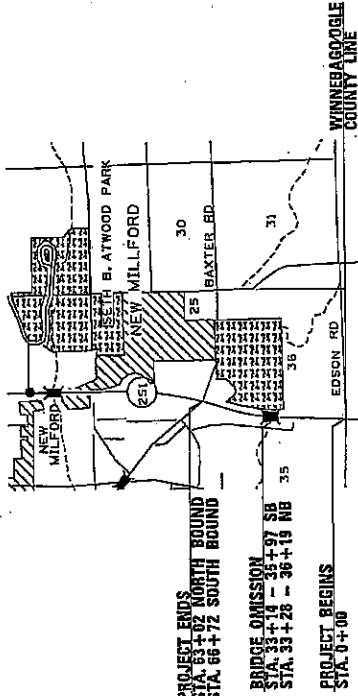 NEW
MILFORD
SETH B. ATWOOD PARK
NEW MILLFORD
251
30
25
BAXTER RD
31
36
35
EDSON RD
WINNEBAGO/OGLE
COUNTY LINE
PROJECT ENDS
STA. 63+02 NORTH BOUND
STA. 66+72 SOUTH BOUND
BRIDGE OMISSION
STA. 33+14 - 35+97 SB
STA. 33+28 - 36+19 NB
PROJECT BEGINS
STA. 0+00